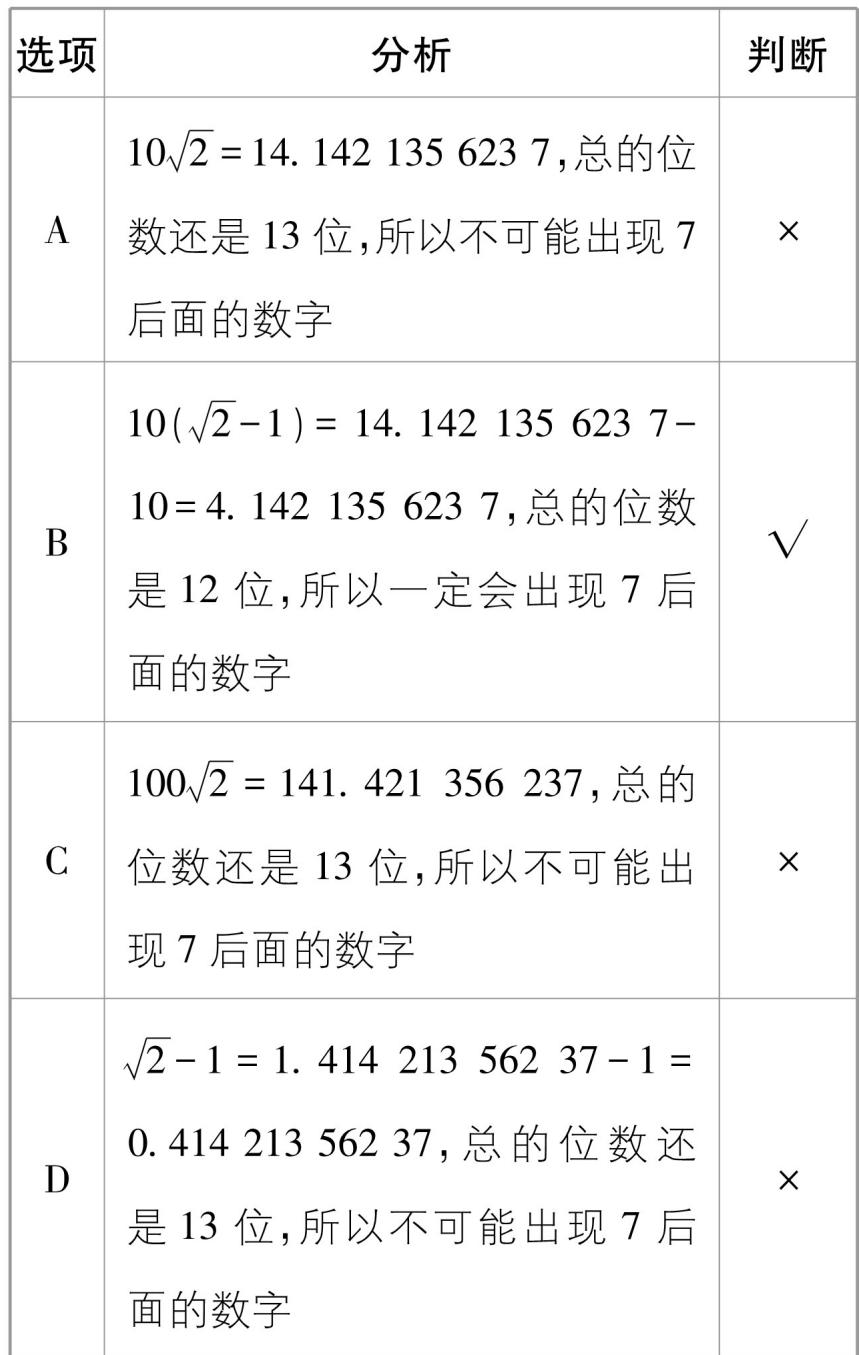 选项 分析 判断
10√2=14. 142 135 623 7,总的位
A 数还是 13 位,所以不可能出现 7 ×
后面的数字
10(√2-1)= 14. 142 135 623 7-
10=4. 142 135 623 7,总的位数
B √
是 12 位,所以一定会出现 7 后
面的数字
100√2 = 141. 421 356 237,总的
C 位数还是 13 位,所以不可能出 ×
现 7 后面的数字
√2-1 = 1. 414 213 562 37-1 =
0. 414 213 562 37,总的位数还
D ×
是 13 位,所以不可能出现 7 后
面的数字